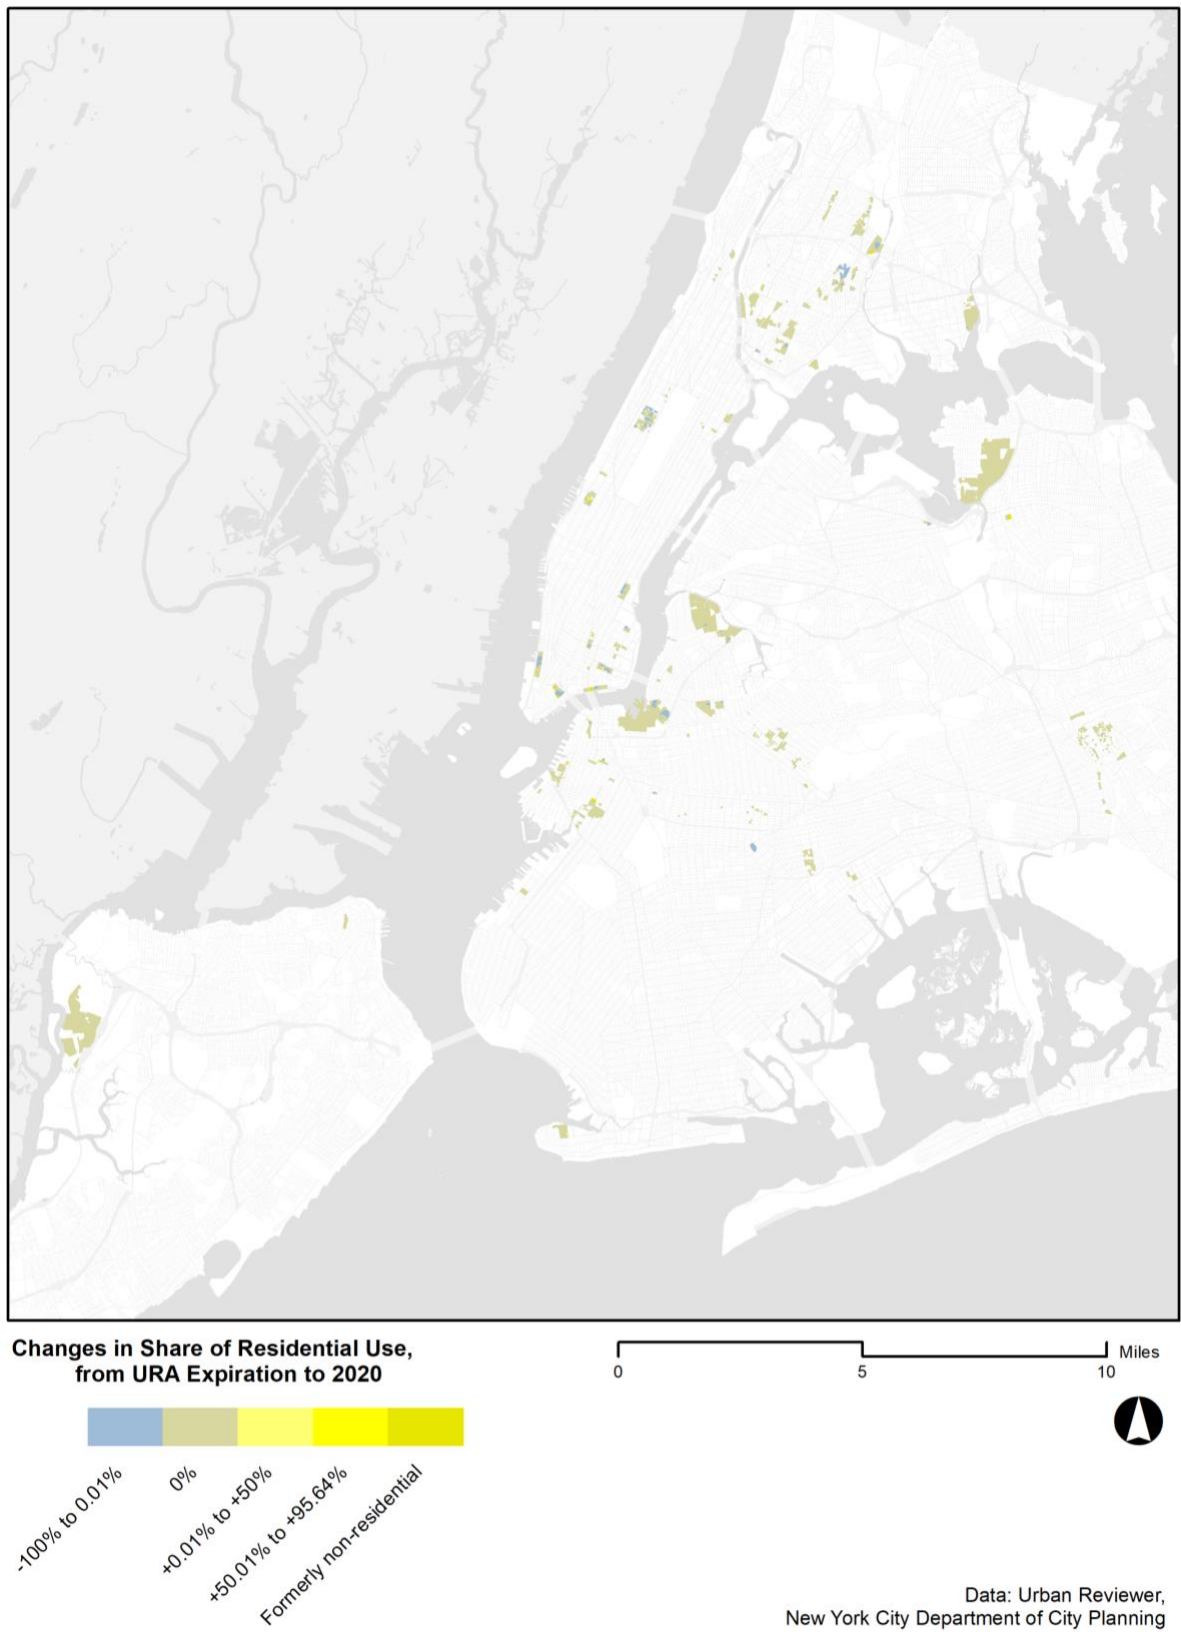 Changes in Share of Residential Use,
from URA Expiration to 2020
0
5
10
Miles
-100% to 0.01%
0%
+0.01% to +50%
+50.01% to +95.64%
Formerly non-residential
Data: Urban Reviewer,
New York City Department of City Planning